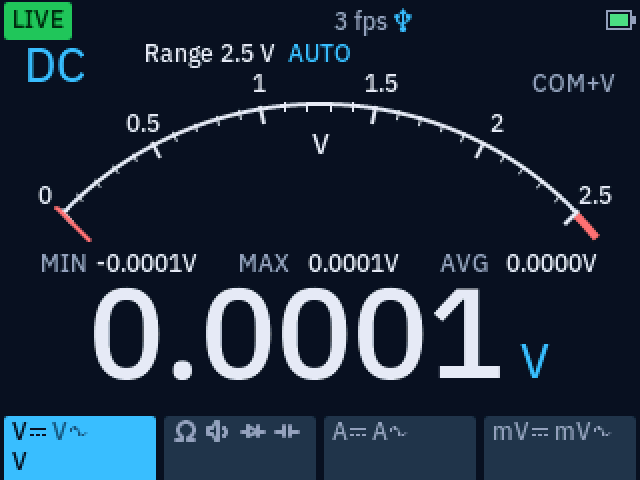 LIVE 3 fps
DC Range 2.5 V AUTO
COM+V
0 0.5 1 1.5 2 2.5
V
MIN -0.0001V MAX 0.0001V AVG 0.0000V
0.0001 V
V⎓ V∿ Ω A⎓ A∿ mV⎓ mV∿
V